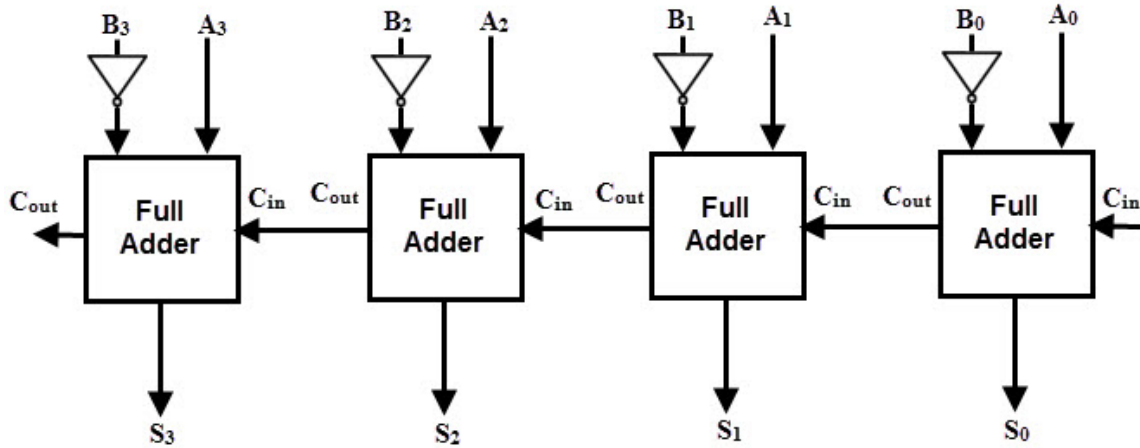 B3 A3 B2 A2 B1 A1 B0 A0
Cout Full Adder Cin Cout Full Adder Cin Cout Full Adder Cin Cout Full Adder Cin
S3 S2 S1 S0